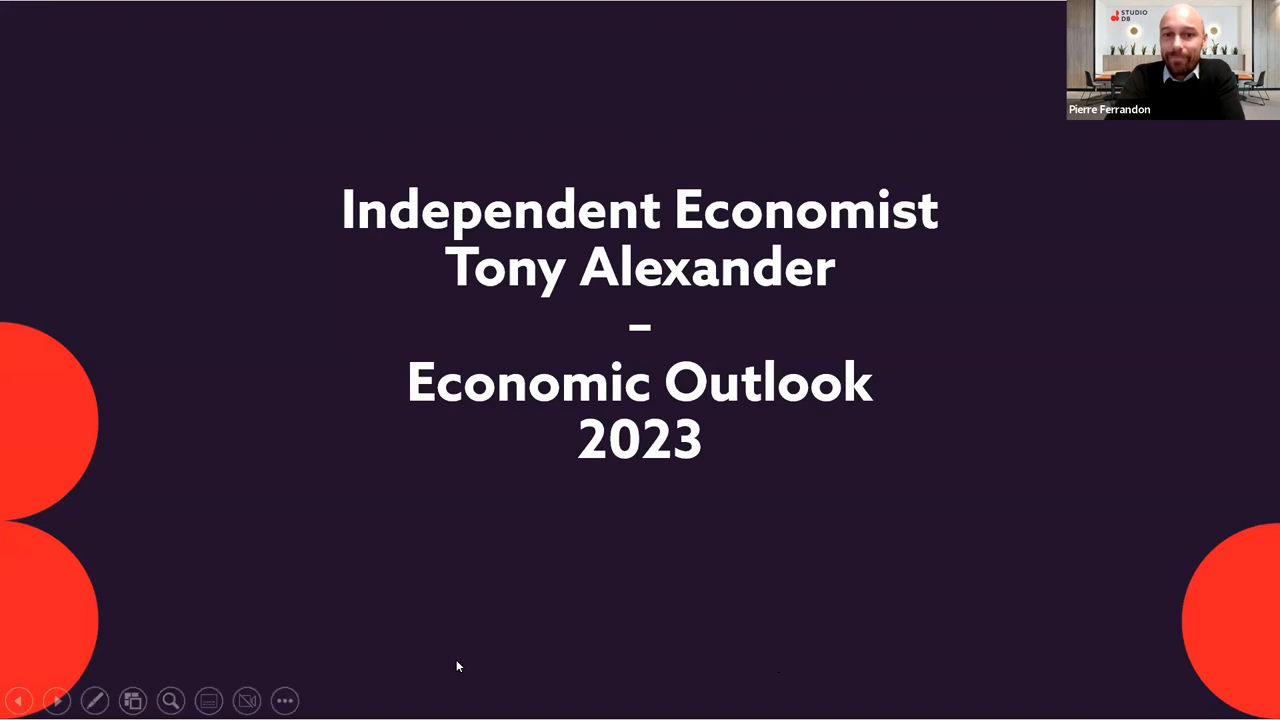 STUDIO
DB
Pierre Ferrandon
Independent Economist
Tony Alexander
–
Economic Outlook
2023